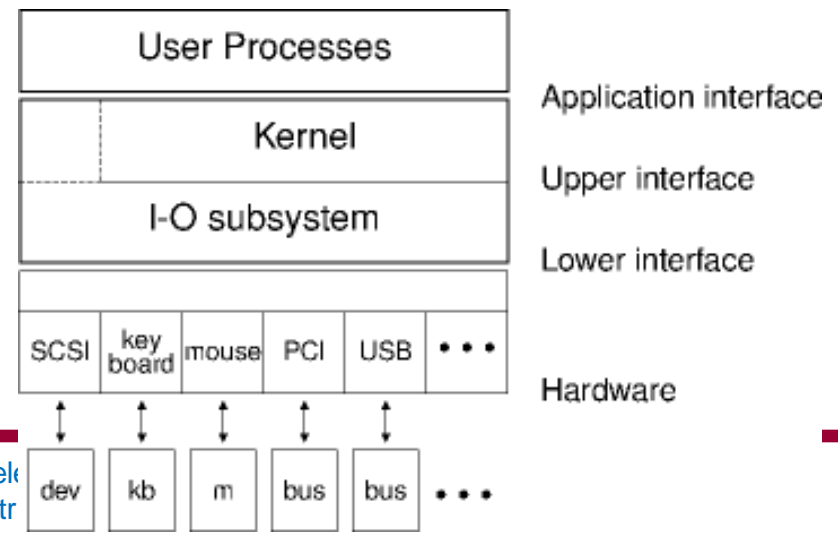 User Processes
Application interface
Kernel
Upper interface
I-O subsystem
Lower interface
SCSI
key
board
mouse
PCI
USB
Hardware
dev
kb
m
bus
bus